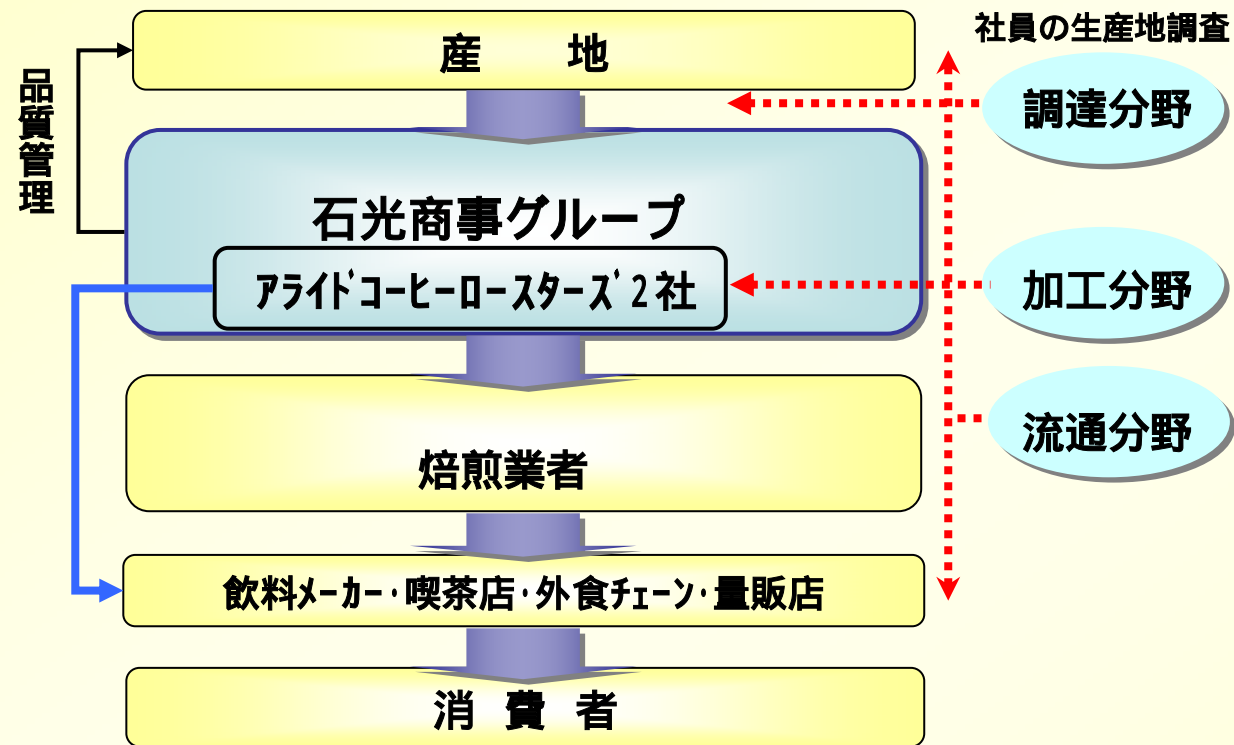 社員の生産地調査
産　地
調達分野
品質管理
石光商事グループ
アライドコーヒーロースターズ2社
加工分野
焙煎業者
流通分野
飲料メーカー・喫茶店・外食チェーン・量販店
消 費 者